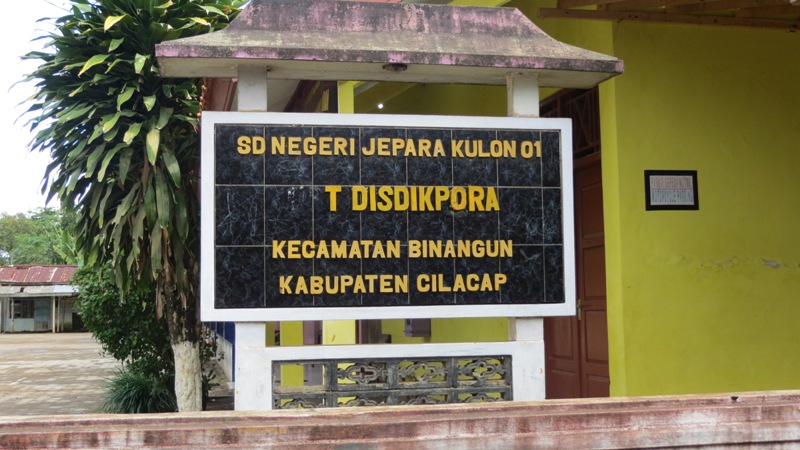 SD NEGERI JEPARA KULON 01
T DISDIKPORA
KECAMATAN BINANGUN
KABUPATEN CILACAP